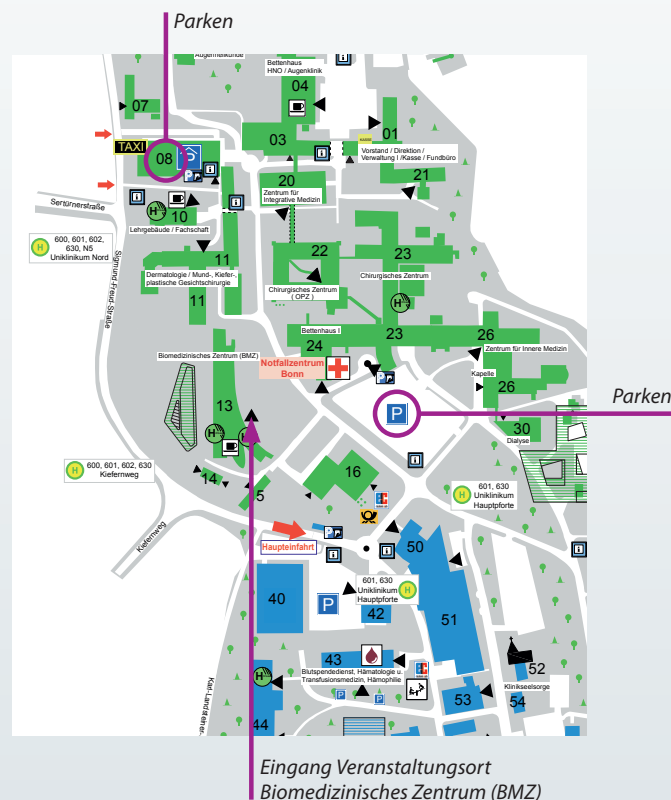 Parken
Augenheilkunde
Bettenhaus
HNO / Augenklinik
04
07
TAXI
08
P
03
KASSE
01
Vorstand / Direktion /
Verwaltung I /Kasse / Fundbüro
20
21
Zentrum für
Integrative Medizin
Sertürnerstraße
H
10
Lehrgebäude / Fachschaft
H
600, 601, 602,
630, N5
Uniklinikum Nord
Sigmund-Freud-Straße
11
Dermatologie / Mund-, Kiefer-,
plastische Gesichtschirurgie
11
22
23
Chirurgisches Zentrum
Chirurgisches Zentrum
( OPZ )
H
Bettenhaus I
24
23
26
Zentrum für Innere Medizin
Biomedizinisches Zentrum (BMZ)
Notfallzentrum
Bonn
Kapelle
26
P
Parken
13
30
Dialyse
H
H
H
600, 601, 602, 630
Kiefernweg
14
5
16
H
601, 630
Uniklinikum
Hauptpforte
Kiefernweg
Haupteinfahrt
P
50
40
P
42
601, 630
Uniklinikum
Hauptpforte
H
51
43
Blutspendedienst, Hämatologie u.
Transfusionsmedizin, Hämophilie
52
Klinikseelsorge
H
P
P
53
54
44
Karl-Landsteiner-
Eingang Veranstaltungsort
Biomedizinisches Zentrum (BMZ)